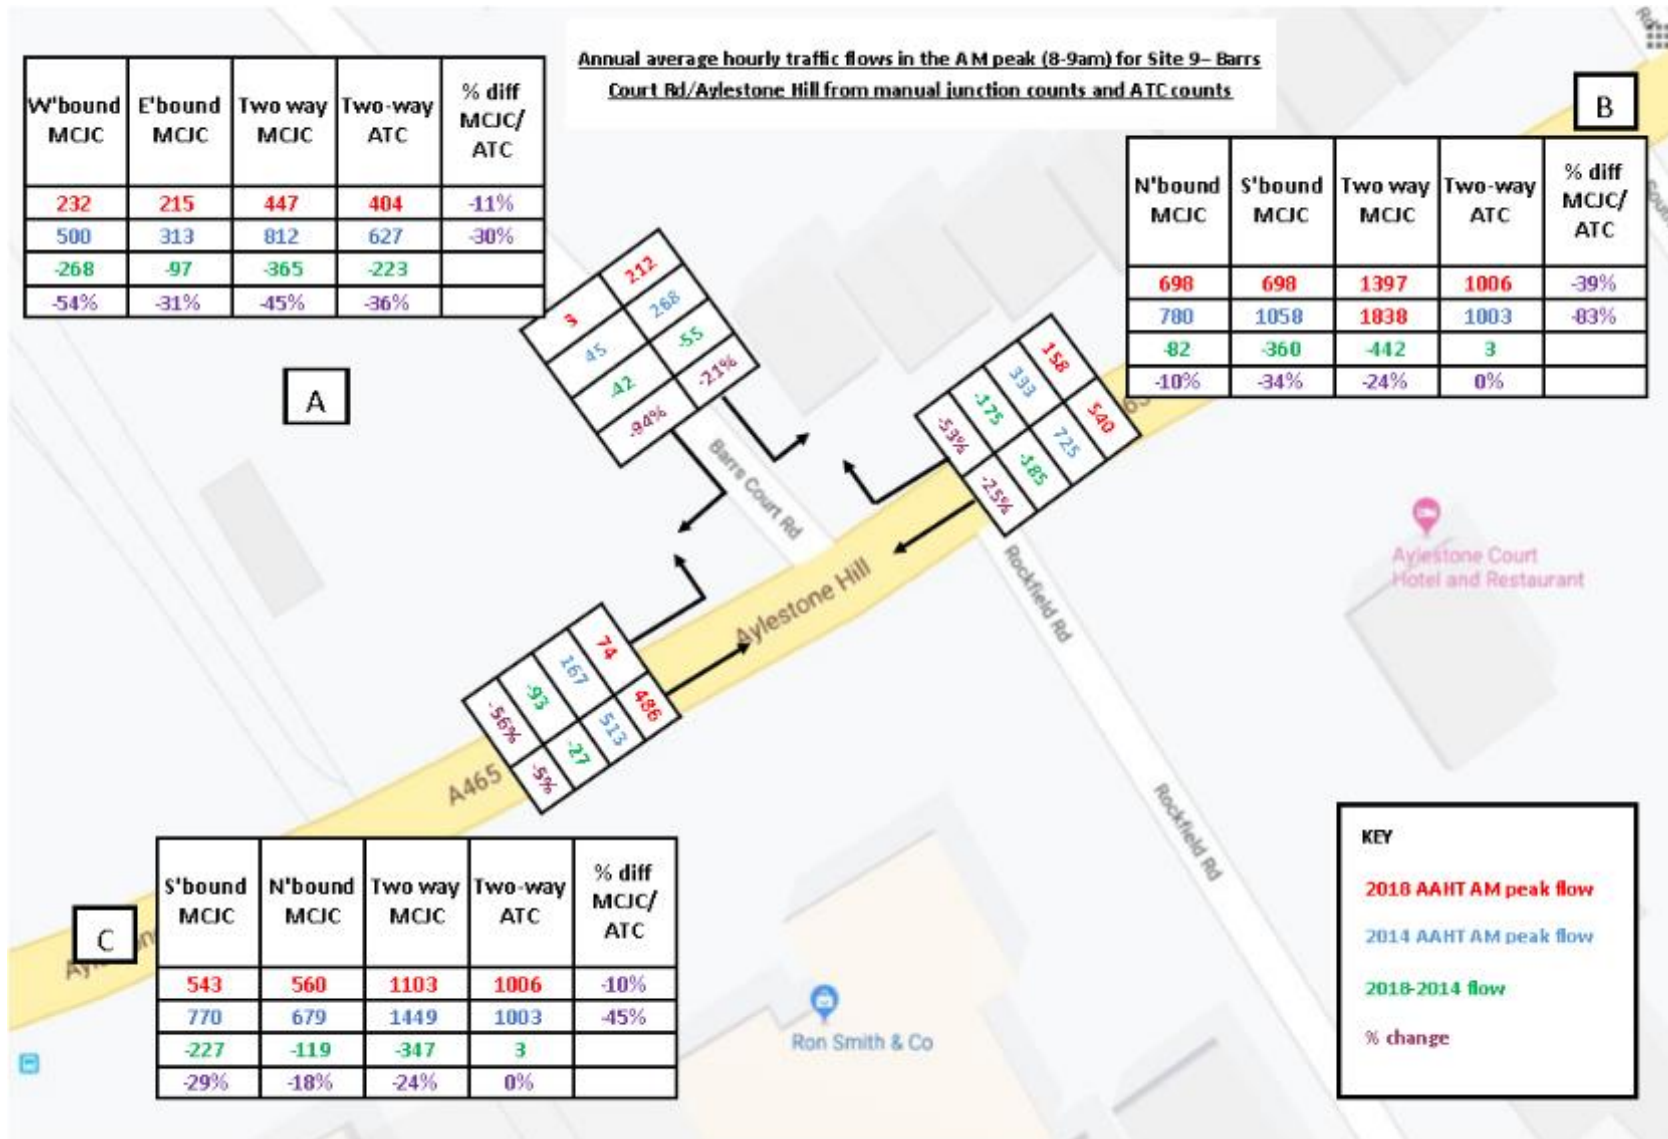 Annual average hourly traffic flows in the AM peak (8-9am) for Site 9– Barrs
Court Rd/Aylestone Hill from manual junction counts and ATC counts
W'bound MCJC E'bound MCJC Two way MCJC Two-way ATC % diff MCJC/ ATC
232 215 447 404 -11%
500 313 812 627 -30%
-268 -97 -365 -223
-54% -31% -45% -36%
A
B
N'bound MCJC S'bound MCJC Two way MCJC Two-way ATC % diff MCJC/ ATC
698 698 1397 1006 -39%
780 1058 1838 1003 -83%
-82 -360 -442 3
-10% -34% -24% 0%
3 212
45 268
-42 -55
-94% -21%
158 540
333 725
-175 -185
-53% -25%
Barrs Court Rd
Aylestone Hill
Rockfield Rd
Rockfield Rd
Aylestone Court
Hotel and Restaurant
74 486
167 513
-93 -27
-56% -5%
A465
C
S'bound MCJC N'bound MCJC Two way MCJC Two-way ATC % diff MCJC/ ATC
543 560 1103 1006 -10%
770 679 1449 1003 -45%
-227 -119 -347 3
-29% -18% -24% 0%
Ron Smith & Co
KEY
2018 AAHT AM peak flow
2014 AAHT AM peak flow
2018-2014 flow
% change